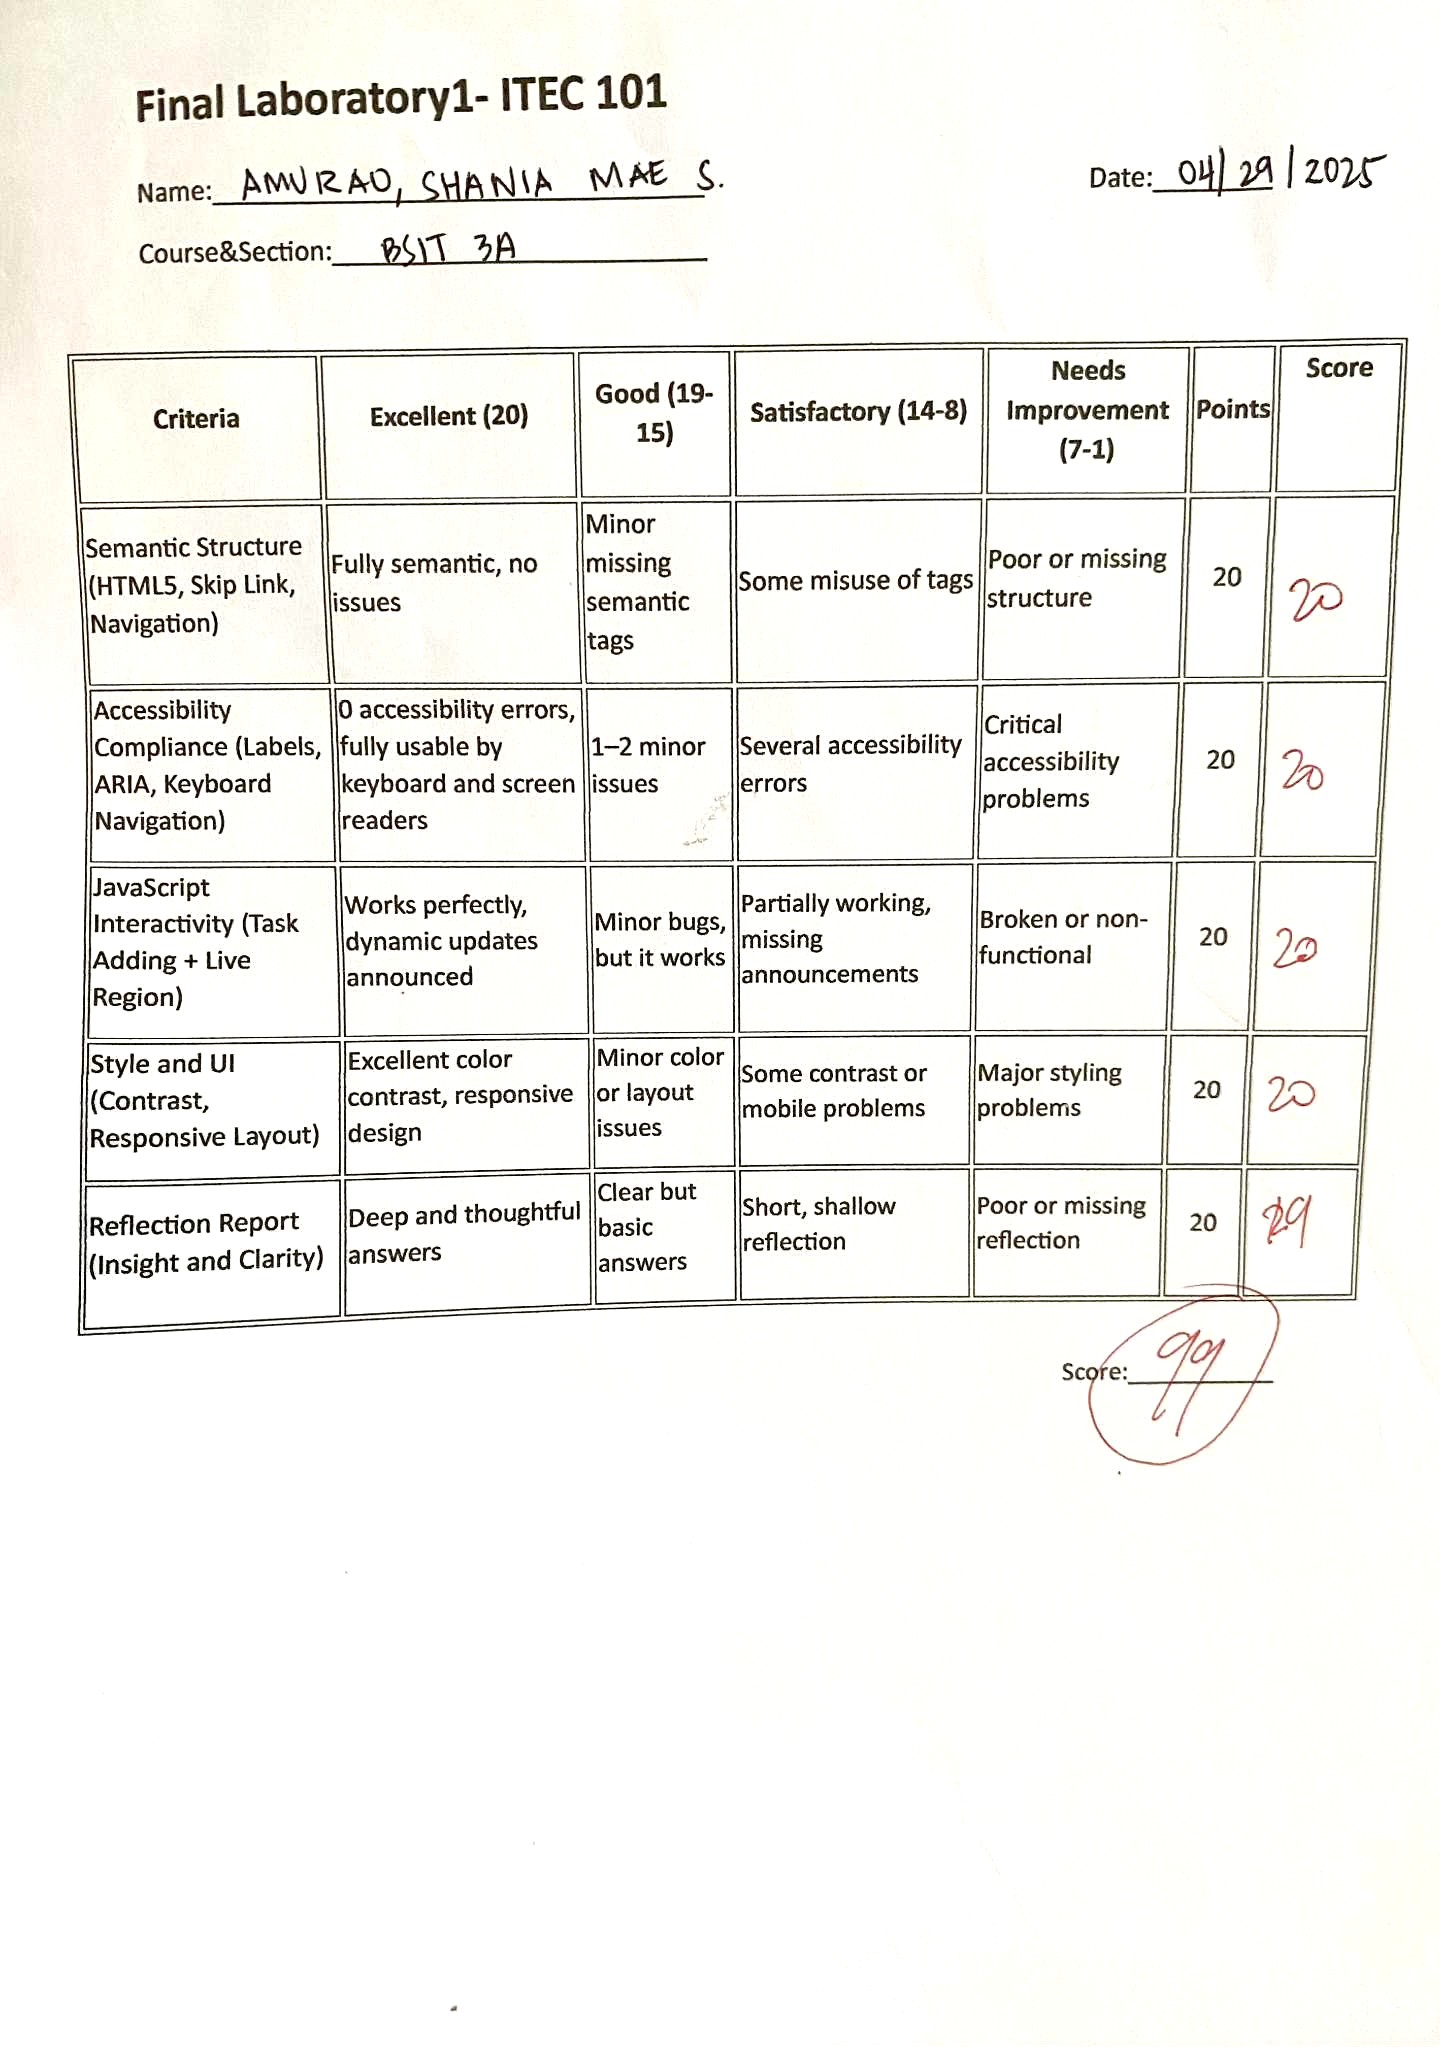 Final Laboratory1- ITEC 101
Name: AMURAO, SHANIA MAE S.
Date: 04/29/2025
Course&Section: BSIT 3A
Criteria
Excellent (20)
Good (19-
15)
Satisfactory (14-8)
Needs
Improvement
(7-1)
Points
Score
Semantic Structure
(HTML5, Skip Link,
Navigation)
Fully semantic, no
issues
Minor
missing
semantic
tags
Some misuse of tags
Poor or missing
structure
20
20
Accessibility
Compliance (Labels,
ARIA, Keyboard
Navigation)
0 accessibility errors,
fully usable by
keyboard and screen
readers
1–2 minor
issues
Several accessibility
errors
Critical
accessibility
problems
20
20
JavaScript
Interactivity (Task
Adding + Live
Region)
Works perfectly,
dynamic updates
announced
Minor bugs,
but it works
Partially working,
missing
announcements
Broken or non-
functional
20
20
Style and UI
(Contrast,
Responsive Layout)
Excellent color
contrast, responsive
design
Minor color
or layout
issues
Some contrast or
mobile problems
Major styling
problems
20
20
Reflection Report
(Insight and Clarity)
Deep and thoughtful
answers
Clear but
basic
answers
Short, shallow
reflection
Poor or missing
reflection
20
19
Score: 99